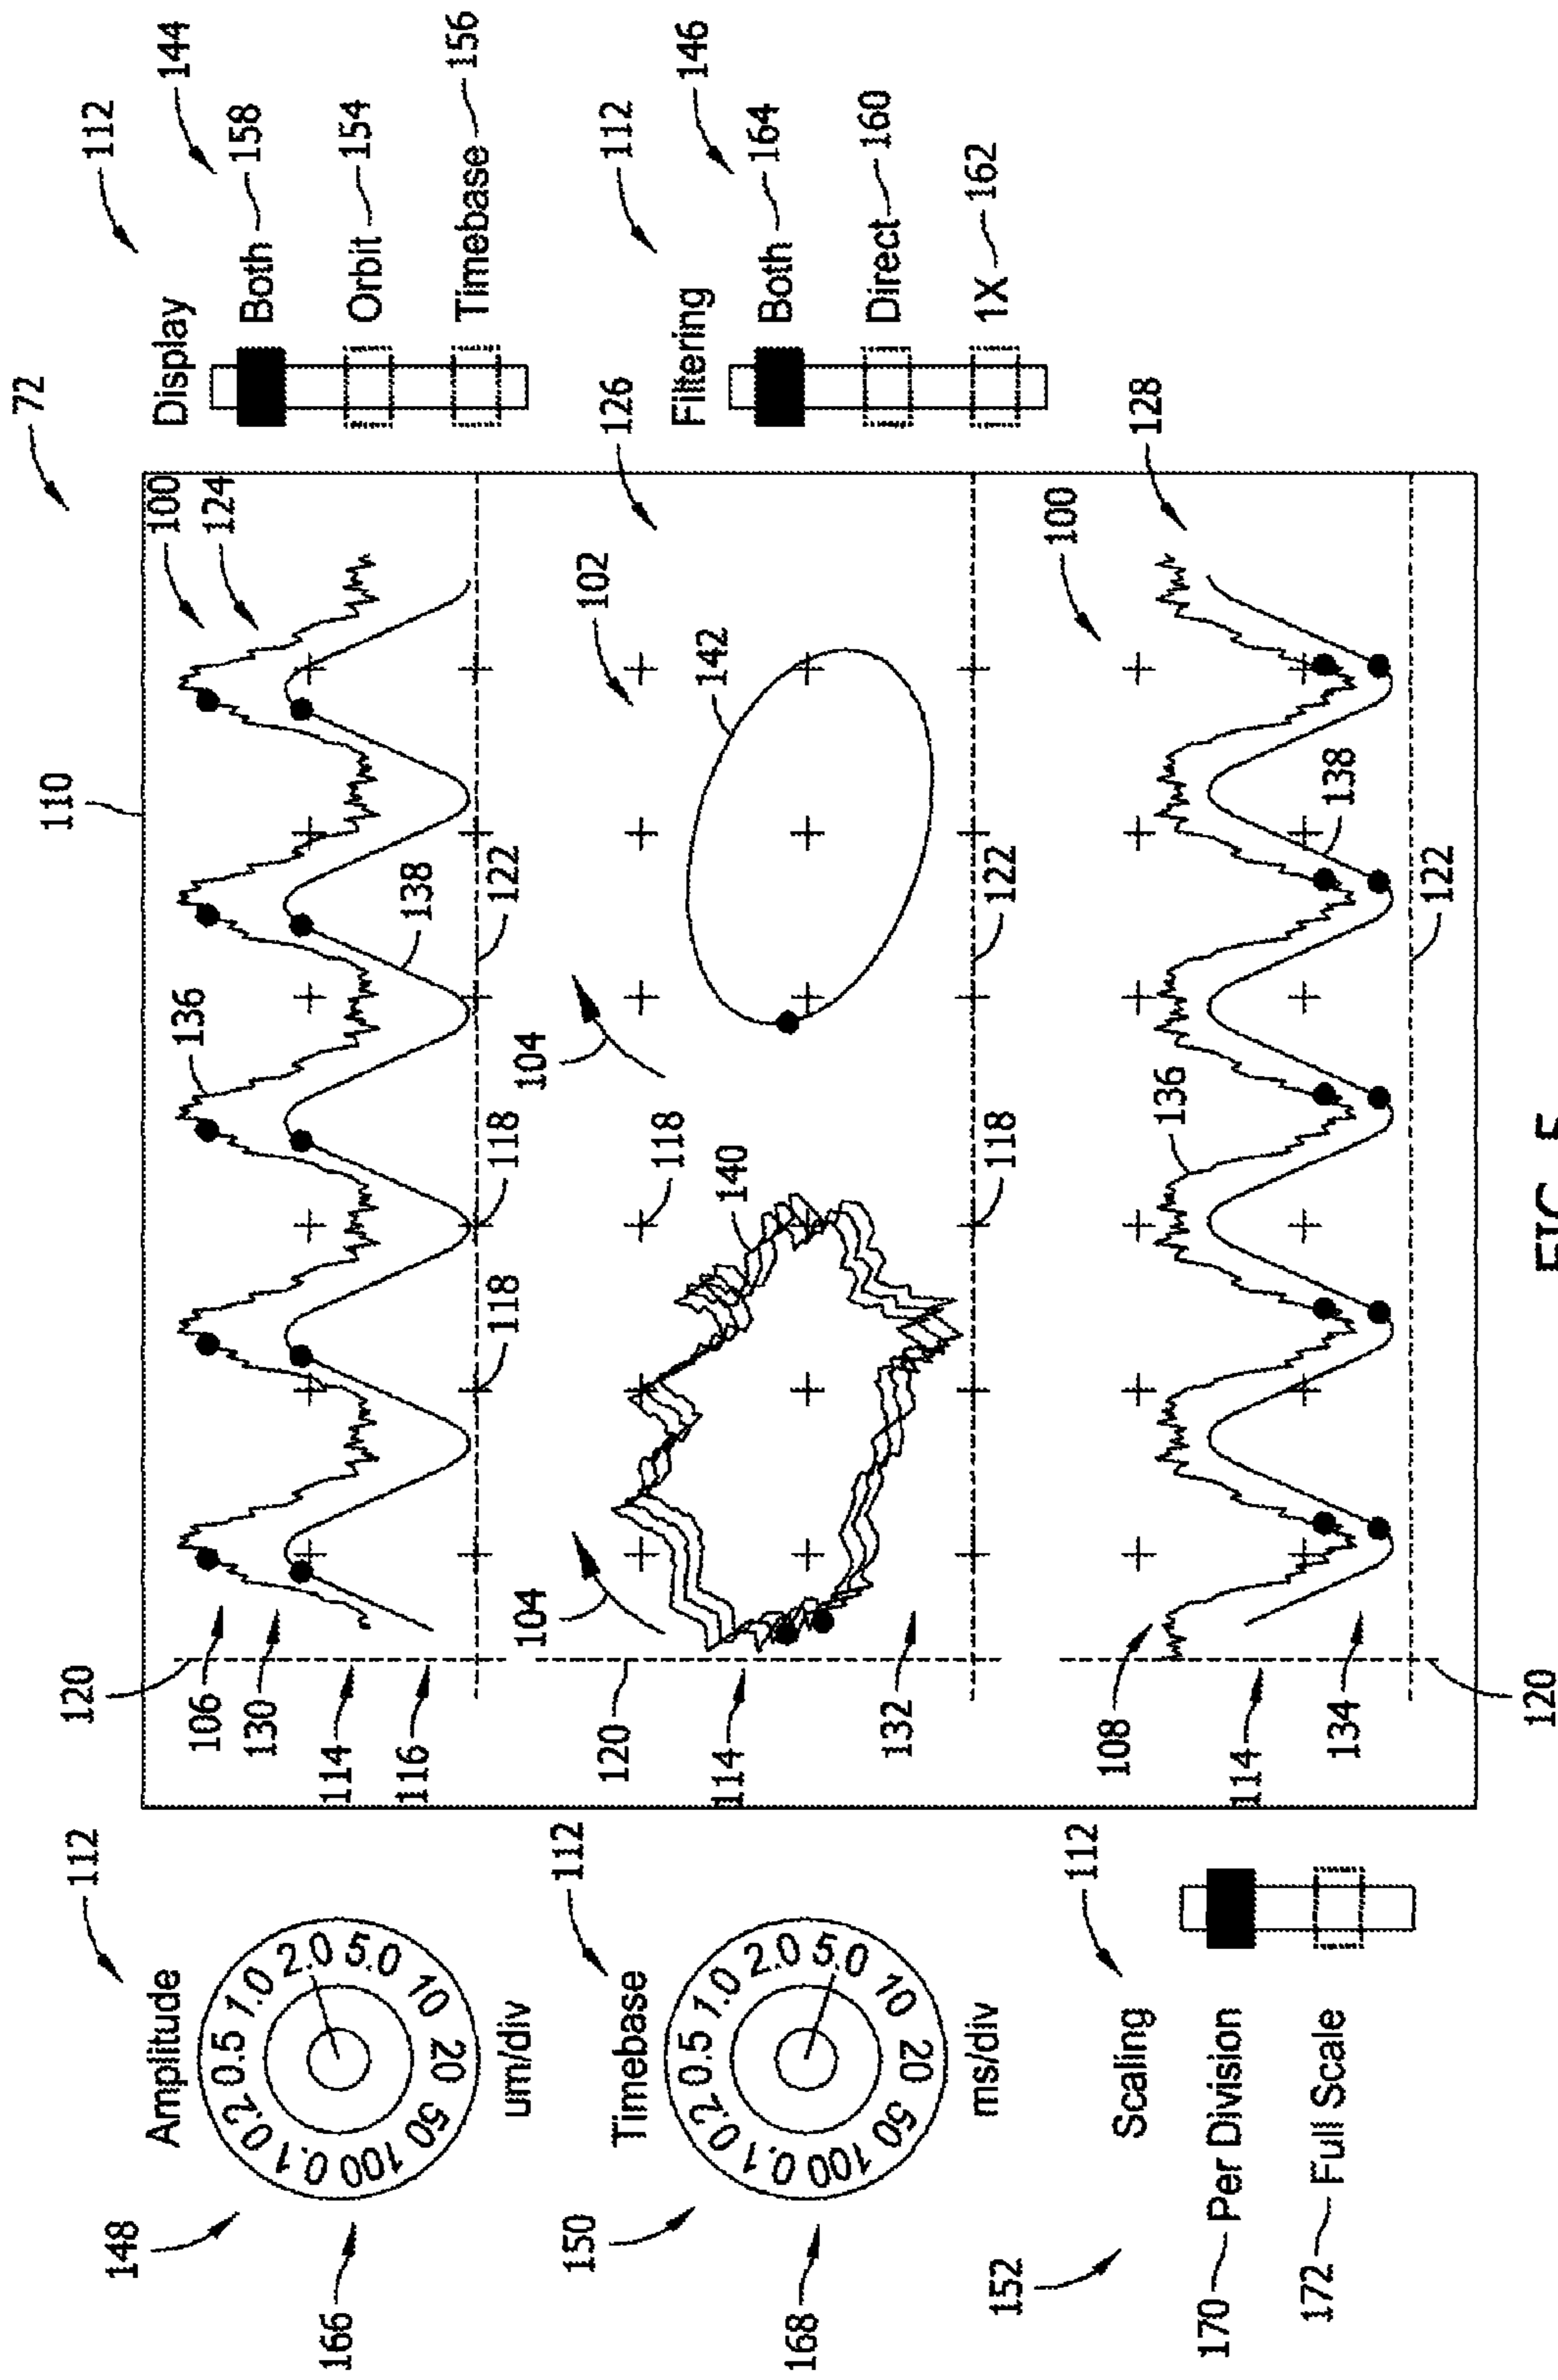 72
112
148
166
Amplitude
0.1 0.2 0.5 1.0 2.0 5.0 10 20 50 100
um/div
112
150
168
Timebase
0.1 0.2 0.5 1.0 2.0 5.0 10 20 50 100
ms/div
112
152
Scaling
170 Per Division
172 Full Scale
110
120
106
130
114
116
136
138
122
118
118
100
124
120
104
114
132
140
118
104
142
102
126
118
122
108
114
134
120
136
138
122
100
128
112
144
Display
Both 158
Orbit 154
Timebase 156
112
146
Filtering
Both 164
Direct 160
1X 162
FIG. 5